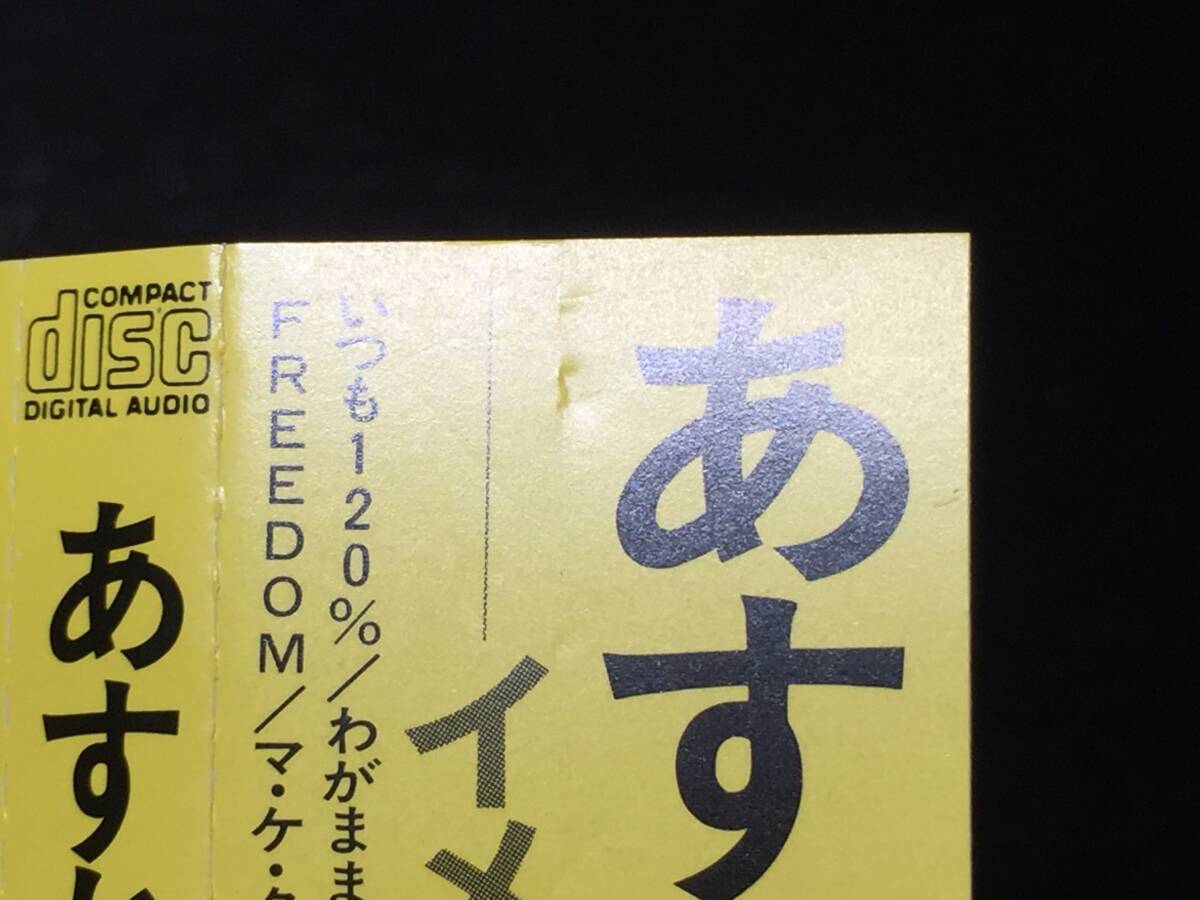 あす
イメ
いつも120%/わがまま
FREEDOM/マ・ケ・
COMPACT
disc
DIGITAL AUDIO
あす